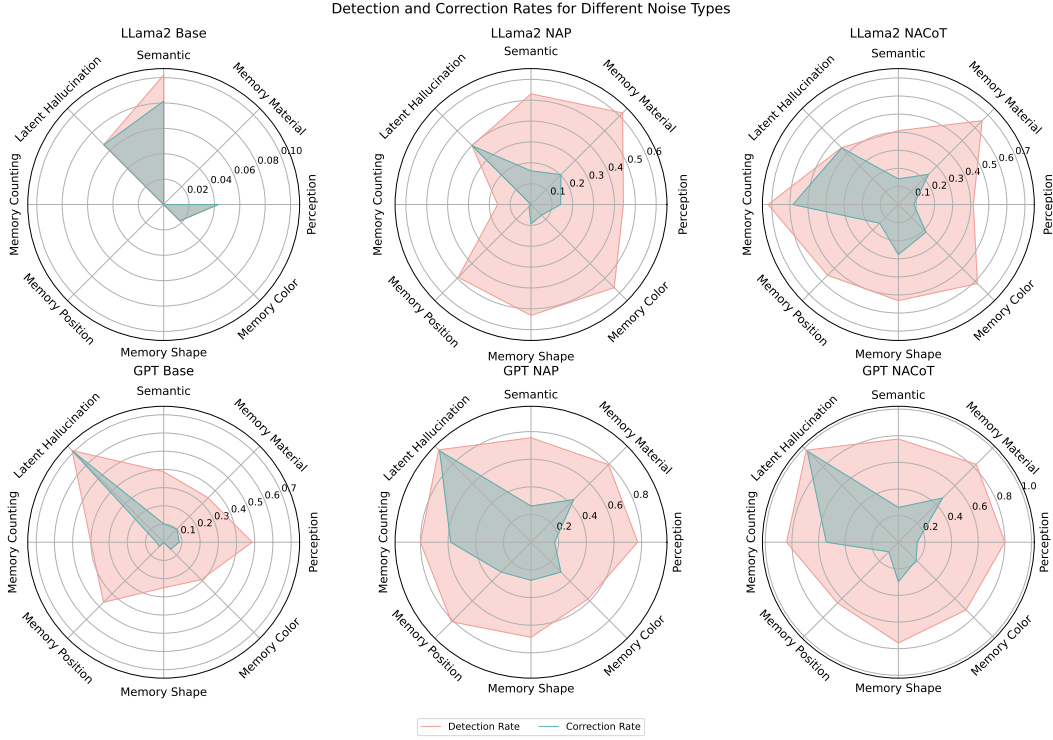 Detection and Correction Rates for Different Noise Types
LLama2 Base
Semantic
Memory Material
Latent Hallucination
Memory Counting
Perception
Memory Position
Memory Color
Memory Shape
0.02
0.04
0.06
0.08
0.10
LLama2 NAP
Semantic
Memory Material
Latent Hallucination
Memory Counting
Perception
Memory Position
Memory Color
Memory Shape
0.1
0.2
0.3
0.4
0.5
0.6
LLama2 NACoT
Semantic
Memory Material
Latent Hallucination
Memory Counting
Perception
Memory Position
Memory Color
Memory Shape
0.1
0.2
0.3
0.4
0.5
0.6
0.7
GPT Base
Semantic
Memory Material
Latent Hallucination
Memory Counting
Perception
Memory Position
Memory Color
Memory Shape
0.1
0.2
0.3
0.4
0.5
0.6
0.7
GPT NAP
Semantic
Memory Material
Latent Hallucination
Memory Counting
Perception
Memory Position
Memory Color
Memory Shape
0.2
0.4
0.6
0.8
GPT NACoT
Semantic
Memory Material
Latent Hallucination
Memory Counting
Perception
Memory Position
Memory Color
Memory Shape
0.2
0.4
0.6
0.8
1.0
Detection Rate
Correction Rate